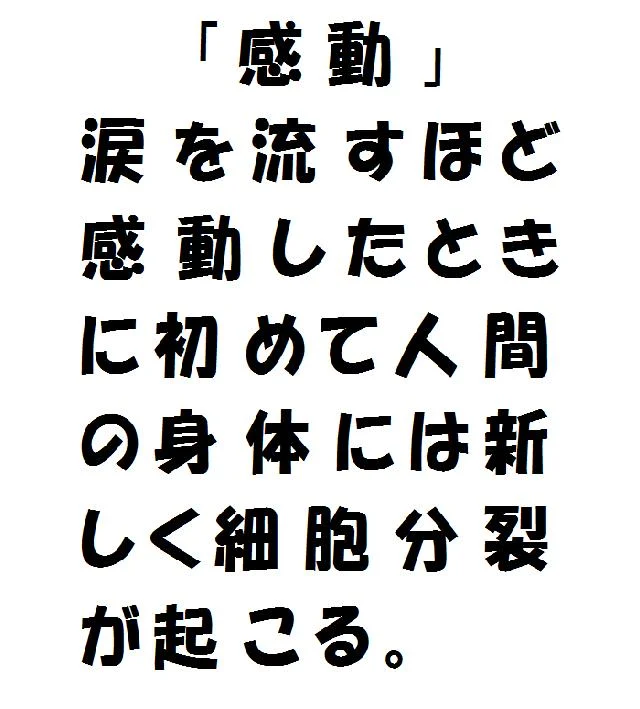 「感動」
涙を流すほど
感動したとき
に初めて人間
の身体には新
しく細胞分裂
が起こる。